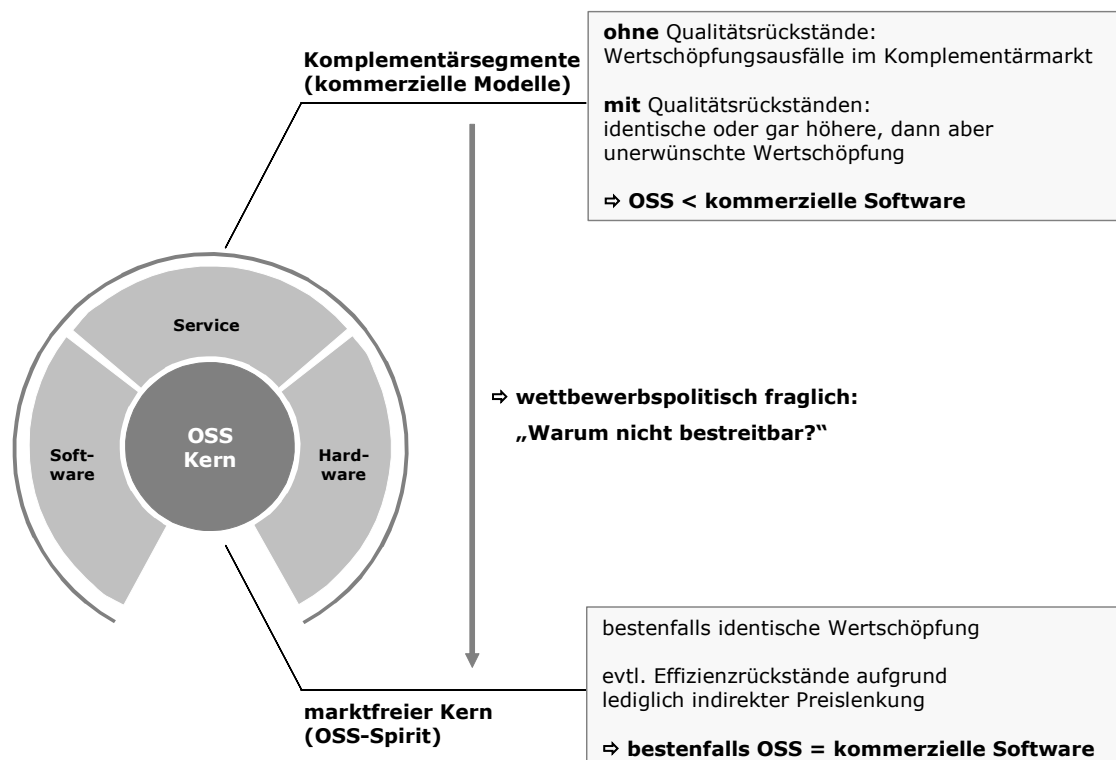 Komplementärsegmente
(kommerzielle Modelle)
ohne Qualitätsrückstände:
Wertschöpfungsausfälle im Komplementärmarkt
mit Qualitätsrückständen:
identische oder gar höhere, dann aber
unerwünschte Wertschöpfung
⇨ OSS < kommerzielle Software
Service
Soft-
ware
OSS
Kern
Hard-
ware
⇨ wettbewerbspolitisch fraglich:
„Warum nicht bestreitbar?“
marktfreier Kern
(OSS-Spirit)
bestenfalls identische Wertschöpfung
evtl. Effizienzrückstände aufgrund
lediglich indirekter Preislenkung
⇨ bestenfalls OSS = kommerzielle Software